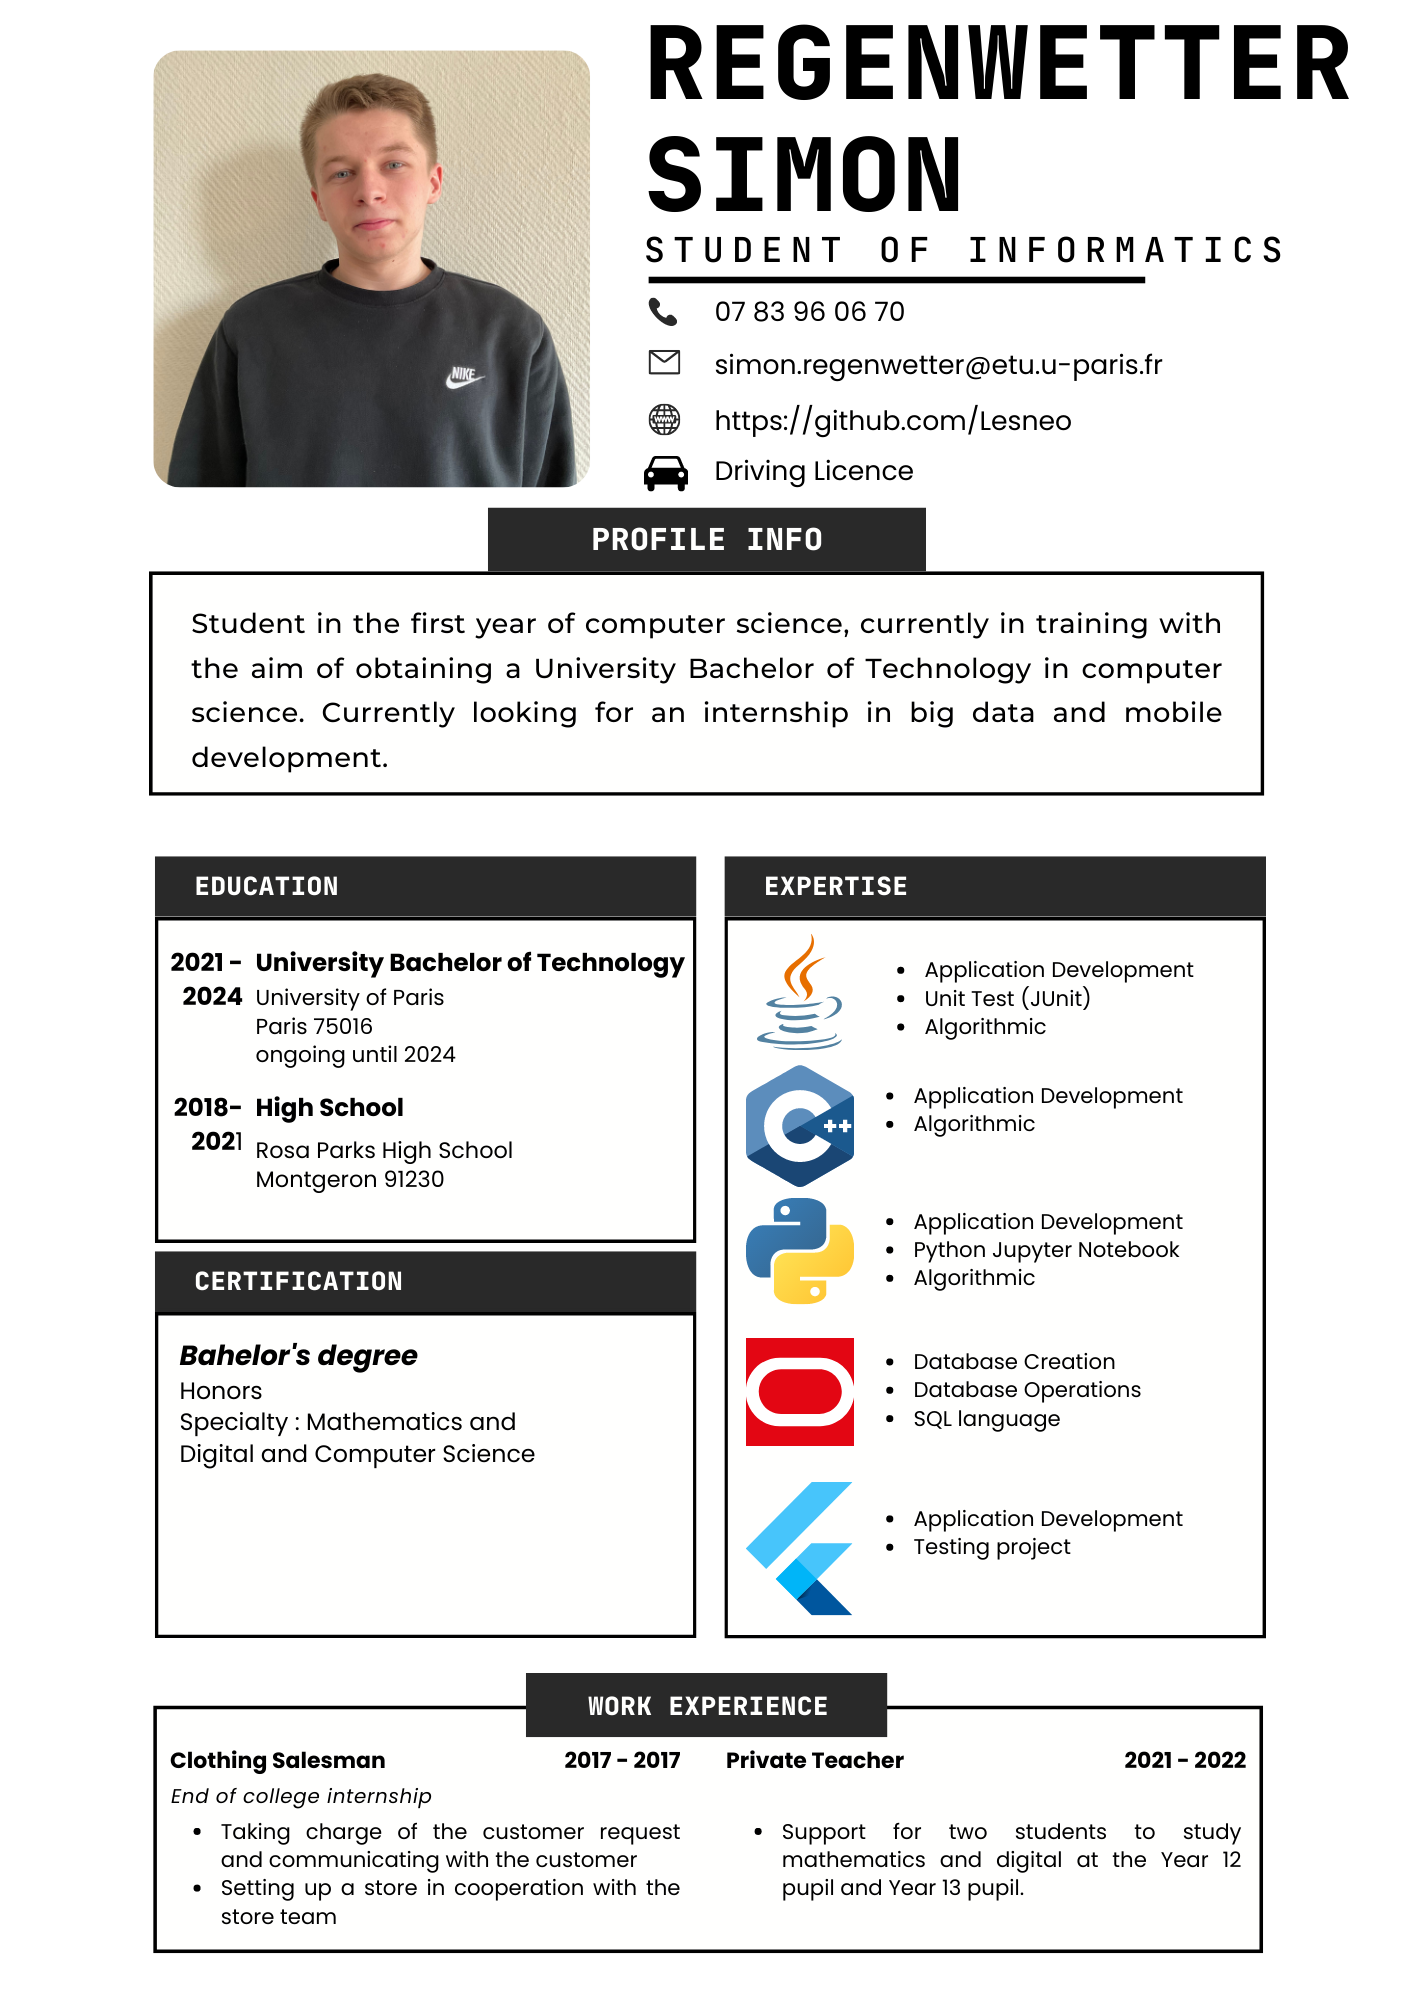 REGENWETTER
SIMON
STUDENT OF INFORMATICS
07 83 96 06 70
simon.regenwetter@etu.u-paris.fr
WWW
https://github.com/Lesneo
Driving Licence
NIKE
PROFILE INFO
Student in the first year of computer science, currently in training with
the aim of obtaining a University Bachelor of Technology in computer
science. Currently looking for an internship in big data and mobile
development.
EDUCATION
2021 - University Bachelor of Technology
2024 University of Paris
Paris 75016
ongoing until 2024
2018- High School
2021
Rosa Parks High School
Montgeron 91230
CERTIFICATION
Bahelor's degree
Honors
Specialty : Mathematics and
Digital and Computer Science
EXPERTISE
• Application Development
• Unit Test (JUnit)
• Algorithmic
C++
• Application Development
• Algorithmic
• Application Development
• Python Jupyter Notebook
• Algorithmic
• Database Creation
• Database Operations
• SQL language
• Application Development
• Testing project
WORK EXPERIENCE
Clothing Salesman 2017 - 2017
End of college internship
• Taking charge of the customer request
and communicating with the customer
• Setting up a store in cooperation with the
store team
Private Teacher 2021 - 2022
• Support for two students to study
mathematics and digital at the Year 12
pupil and Year 13 pupil.